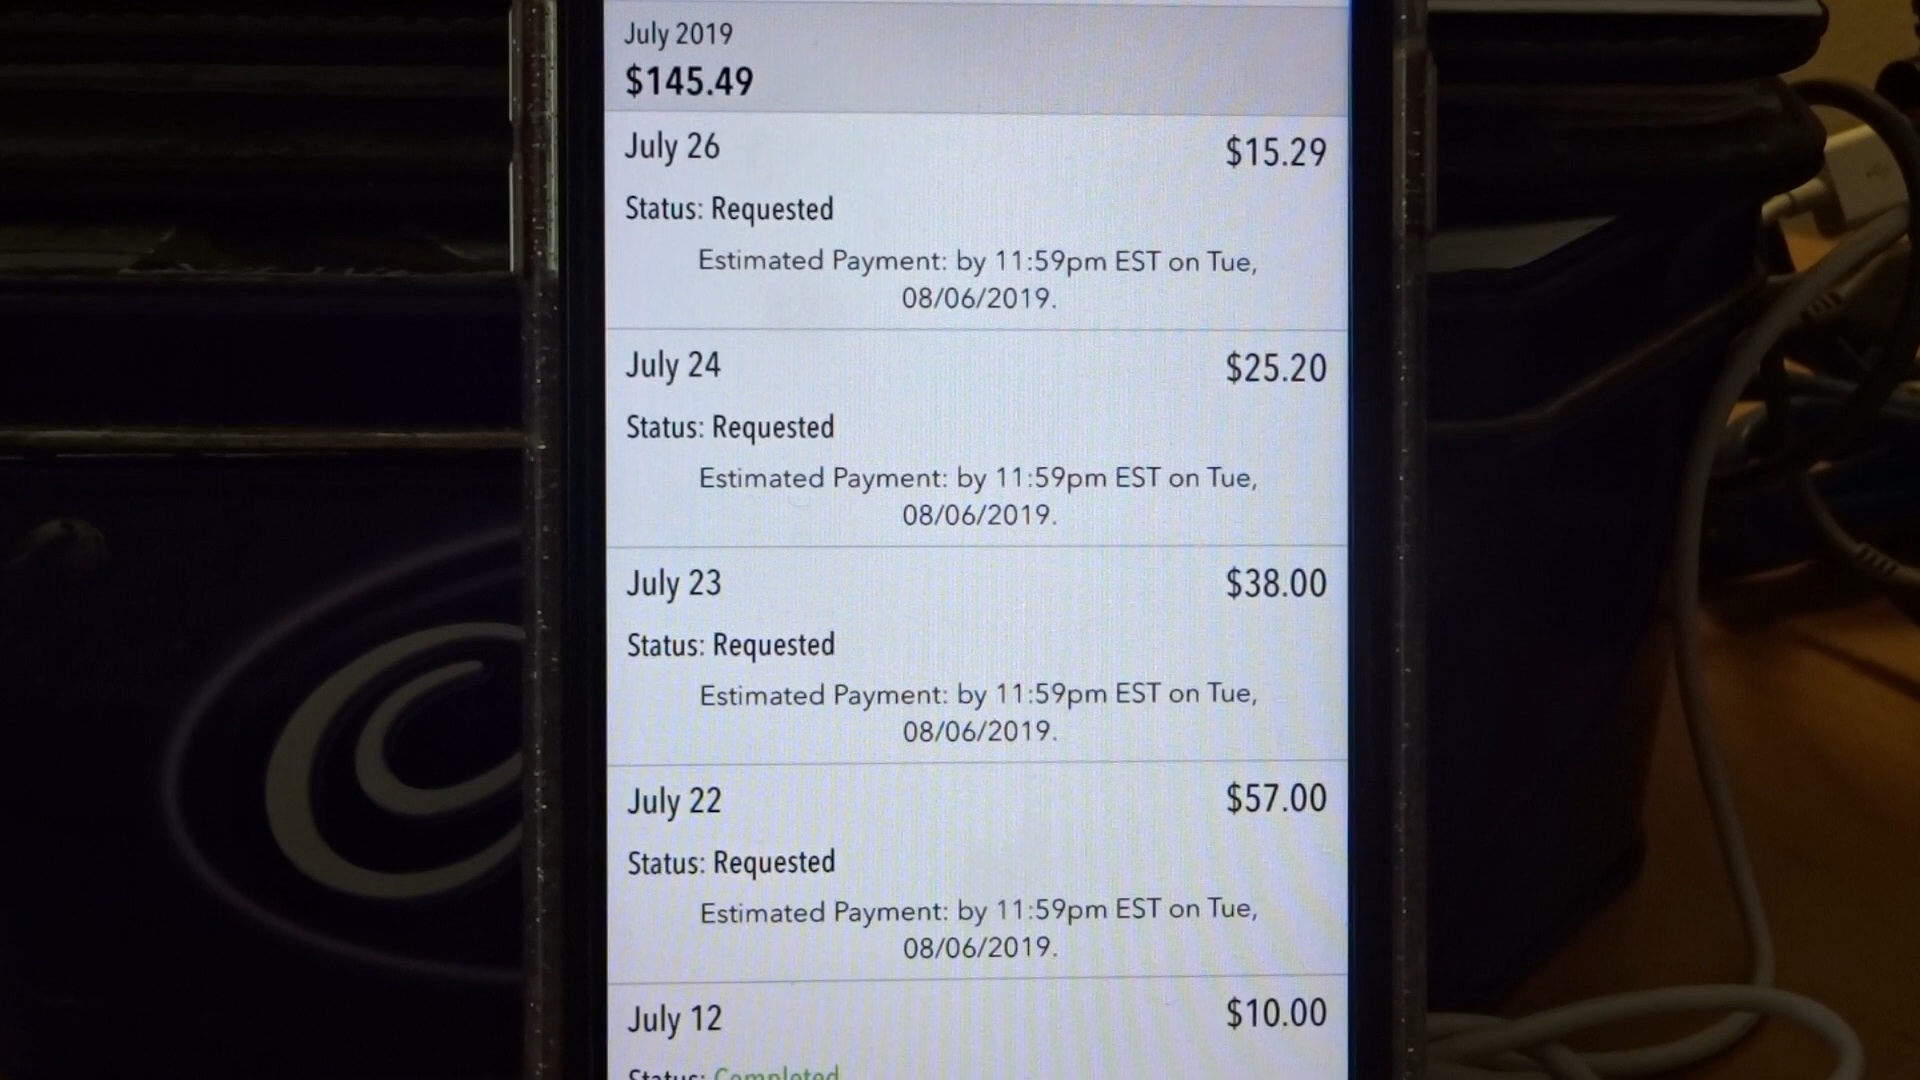 July 2019
$145.49
July 26 $15.29
Status: Requested
Estimated Payment: by 11:59pm EST on Tue,
08/06/2019.
July 24 $25.20
Status: Requested
Estimated Payment: by 11:59pm EST on Tue,
08/06/2019.
July 23 $38.00
Status: Requested
Estimated Payment: by 11:59pm EST on Tue,
08/06/2019.
July 22 $57.00
Status: Requested
Estimated Payment: by 11:59pm EST on Tue,
08/06/2019.
July 12 $10.00
Status: Completed